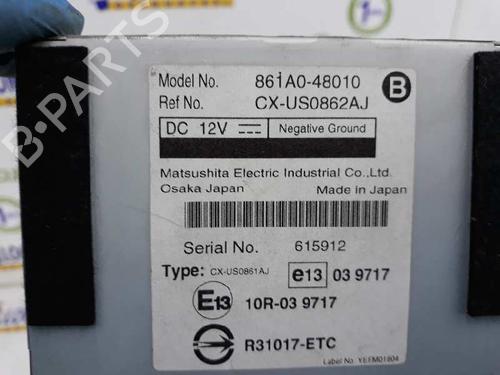 Model No. 861A0-48010 B
Ref No. CX-US0862AJ
DC 12V Negative Ground
Matsushita Electric Industrial Co.,Ltd.
Osaka Japan Made in Japan
Serial No. 615912
Type: CX-US0861AJ e13 03 9717
E13 10R-03 9717
R31017-ETC
Label No. YEFM01804
B-PARTS